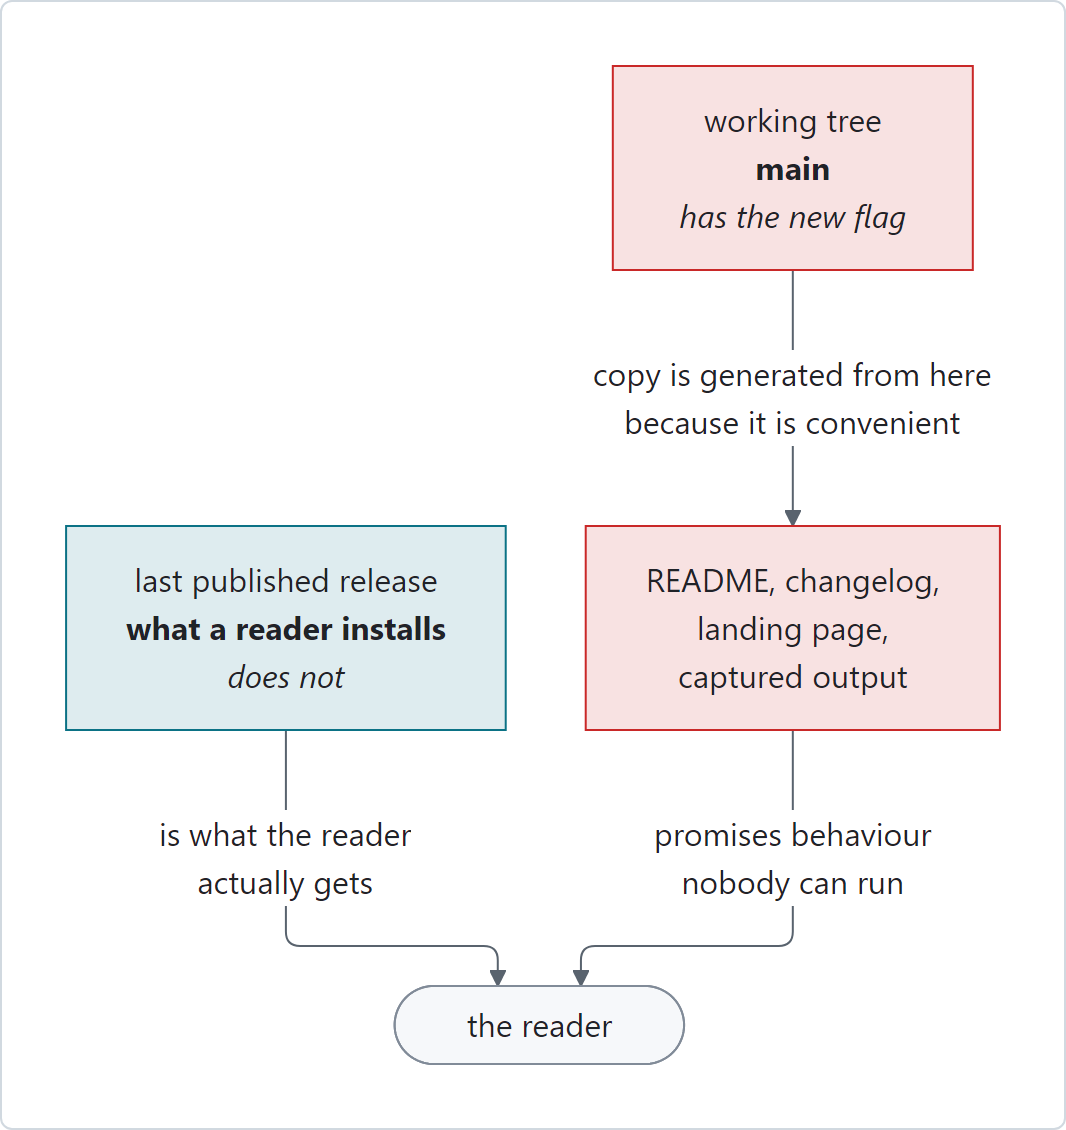 working tree
main
has the new flag
copy is generated from here
because it is convenient
last published release
what a reader installs
does not
README, changelog,
landing page,
captured output
is what the reader
actually gets
promises behaviour
nobody can run
the reader